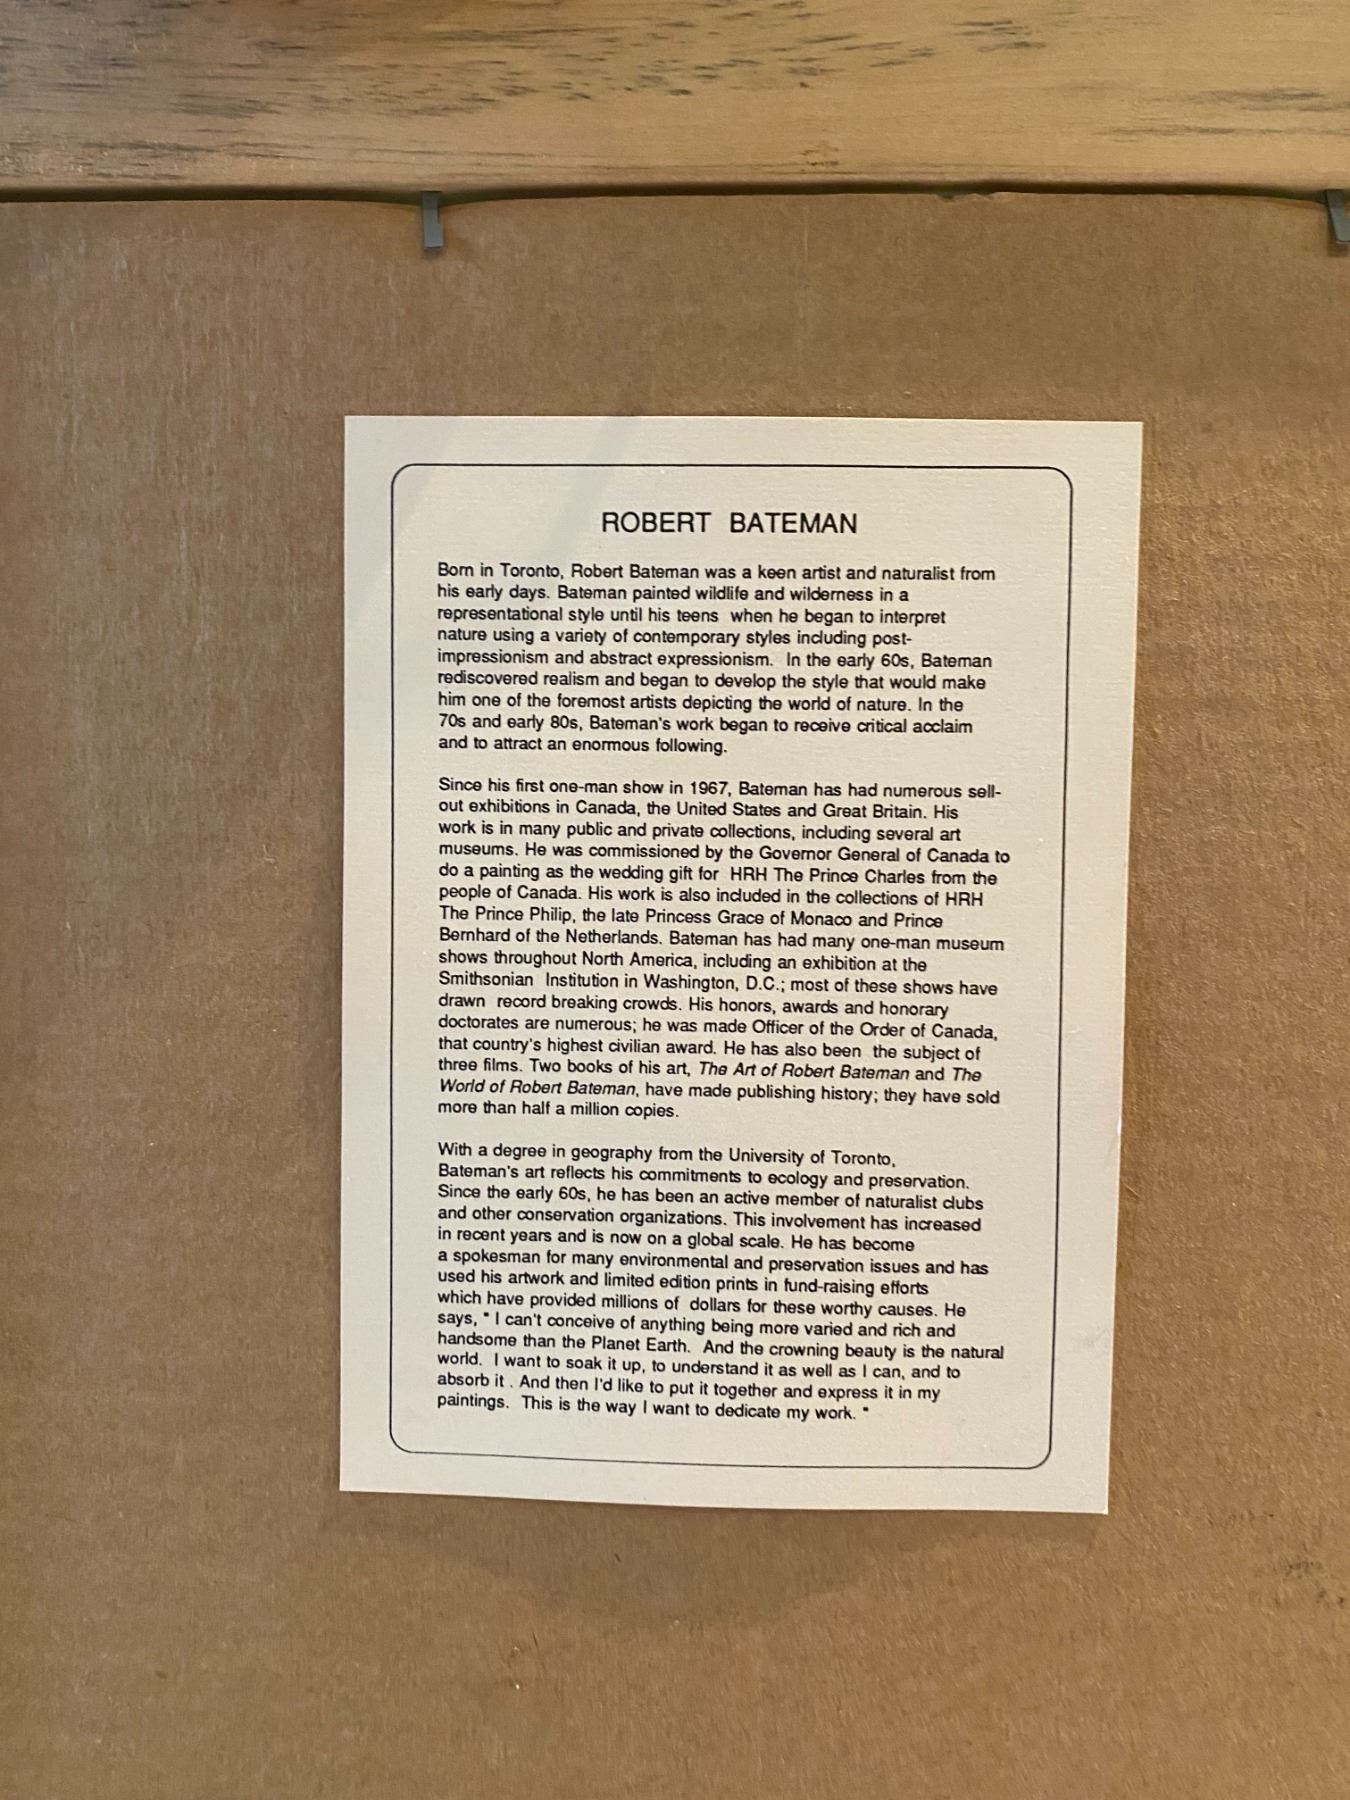 ROBERT BATEMAN
Born in Toronto, Robert Bateman was a keen artist and naturalist from
his early days. Bateman painted wildlife and wilderness in a
representational style until his teens when he began to interpret
nature using a variety of contemporary styles including post-
impressionism and abstract expressionism. In the early 60s, Bateman
rediscovered realism and began to develop the style that would make
him one of the foremost artists depicting the world of nature. In the
70s and early 80s, Bateman's work began to receive critical acclaim
and to attract an enormous following.
Since his first one-man show in 1967, Bateman has had numerous sell-
out exhibitions in Canada, the United States and Great Britain. His
work is in many public and private collections, including several art
museums. He was commissioned by the Governor General of Canada to
do a painting as the wedding gift for HRH The Prince Charles from the
people of Canada. His work is also included in the collections of HRH
The Prince Philip, the late Princess Grace of Monaco and Prince
Bernhard of the Netherlands. Bateman has had many one-man museum
shows throughout North America, including an exhibition at the
Smithsonian Institution in Washington, D.C.; most of these shows have
drawn record breaking crowds. His honors, awards and honorary
doctorates are numerous; he was made Officer of the Order of Canada,
that country's highest civilian award. He has also been the subject of
three films. Two books of his art, The Art of Robert Bateman and The
World of Robert Bateman, have made publishing history; they have sold
more than half a million copies.
With a degree in geography from the University of Toronto,
Bateman's art reflects his commitments to ecology and preservation.
Since the early 60s, he has been an active member of naturalist clubs
and other conservation organizations. This involvement has increased
in recent years and is now on a global scale. He has become
a spokesman for many environmental and preservation issues and has
used his artwork and limited edition prints in fund-raising efforts
which have provided millions of dollars for these worthy causes. He
says, " I can't conceive of anything being more varied and rich and
handsome than the Planet Earth. And the crowning beauty is the natural
world. I want to soak it up, to understand it as well as I can, and to
absorb it . And then I'd like to put it together and express it in my
paintings. This is the way I want to dedicate my work. "